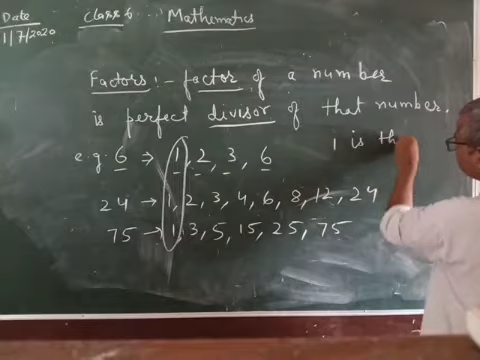 Date Class 6 Mathematics
1/7/2020
Factors :- factor of a number
is perfect divisor of that number.
1 is th
e.g. 6 → 1, 2, 3, 6
24 → 1, 2, 3, 4, 6, 8, 12, 24
75 → 1, 3, 5, 15, 25, 75